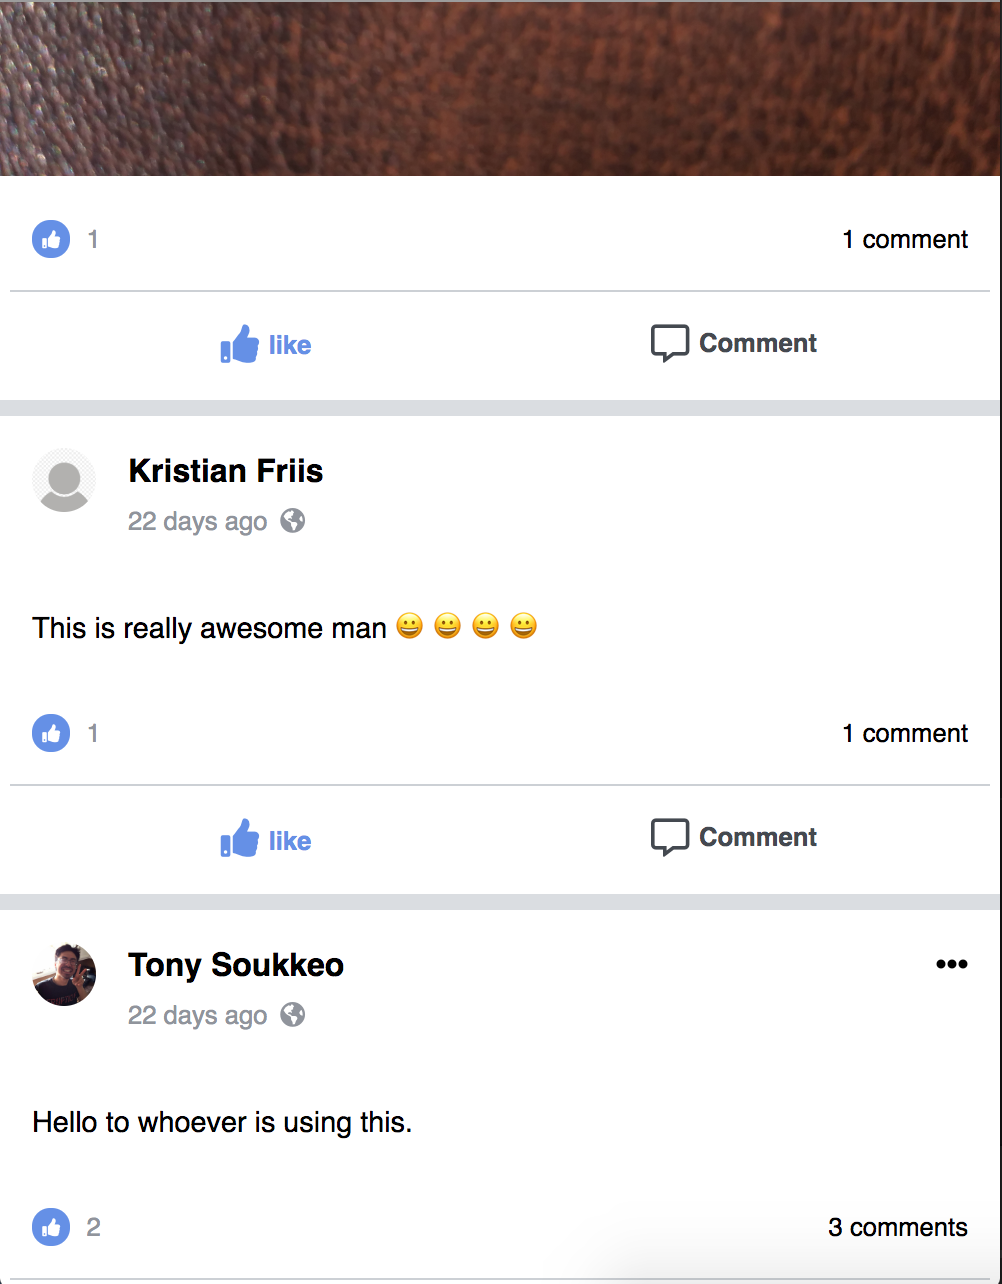 1
1 comment
like
Comment
Kristian Friis
22 days ago
This is really awesome man 😀 😀 😀 😀
1
1 comment
like
Comment
Tony Soukkeo
22 days ago
Hello to whoever is using this.
2
3 comments